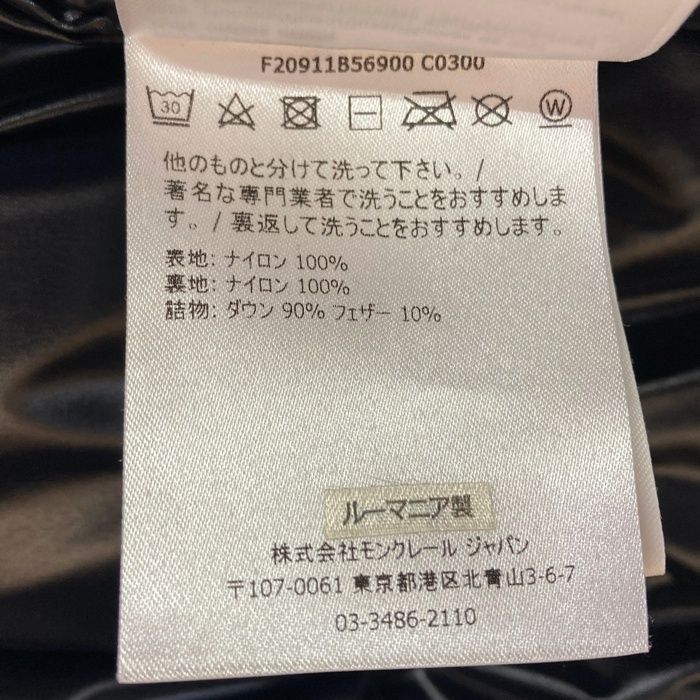 F20911B56900 C0300
30
W
他のものと分けて洗って下さい。/
著名な専門業者で洗うことをおすすめしま
す。/ 裏返して洗うことをおすすめします。
表地: ナイロン 100%
裏地: ナイロン 100%
詰物: ダウン 90% フェザー 10%
ルーマニア製
株式会社モンクレール ジャパン
〒107-0061 東京都港区北青山3-6-7
03-3486-2110